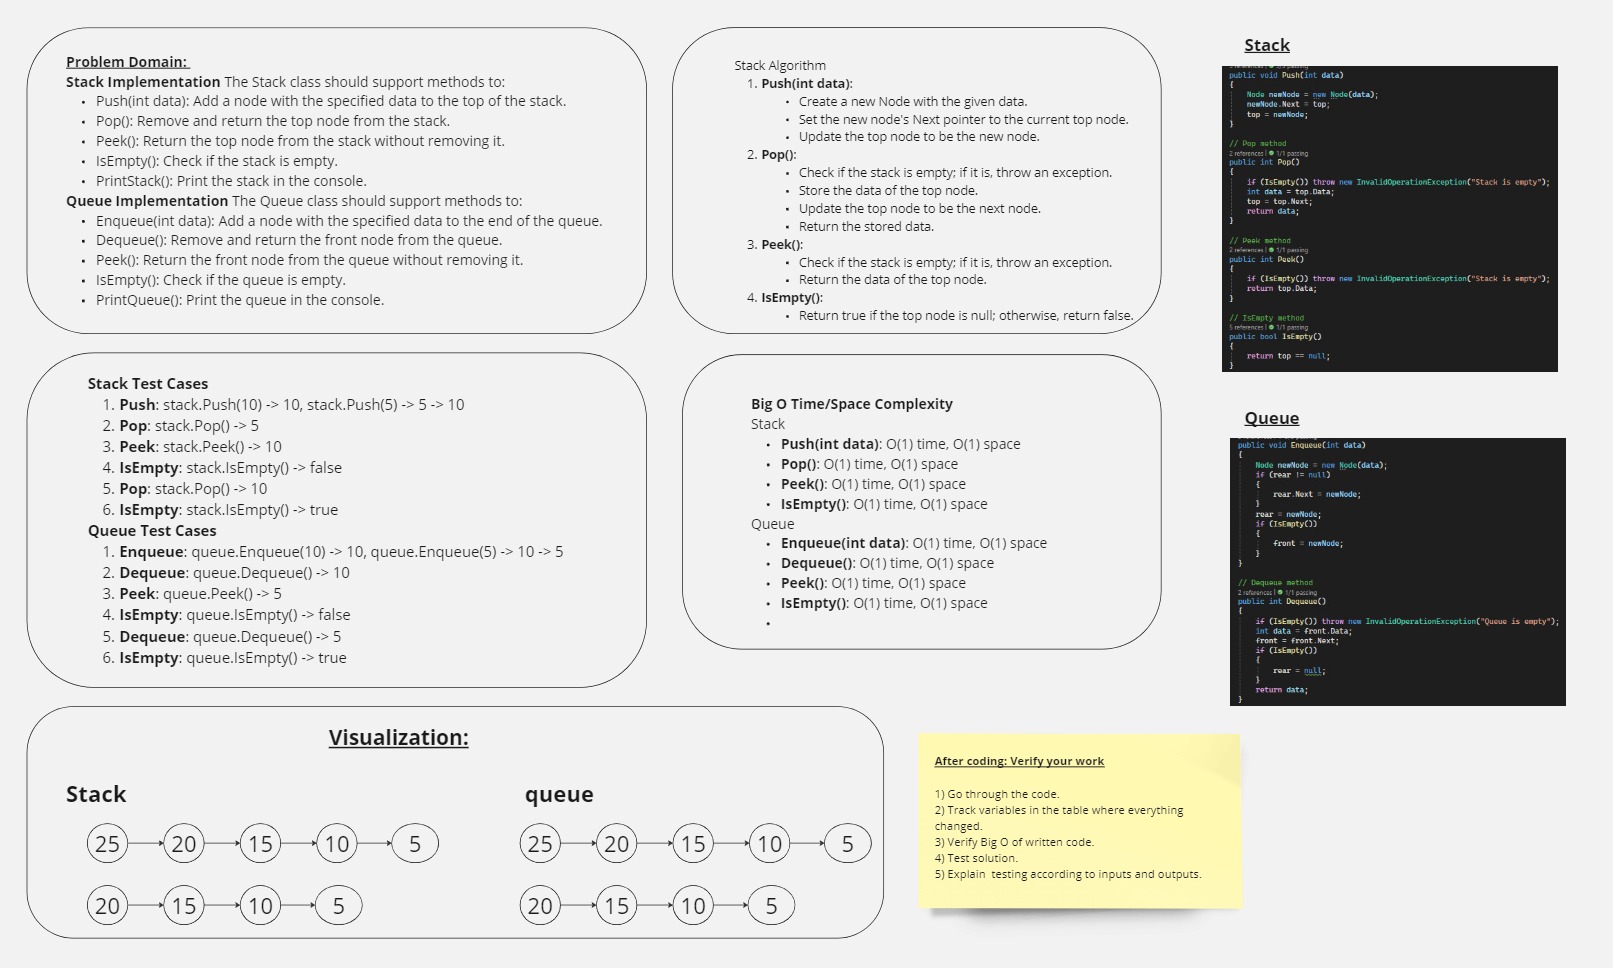 Problem Domain:
Stack Implementation The Stack class should support methods to:
• Push(int data): Add a node with the specified data to the top of the stack.
• Pop(): Remove and return the top node from the stack.
• Peek(): Return the top node from the stack without removing it.
• IsEmpty(): Check if the stack is empty.
• PrintStack(): Print the stack in the console.
Queue Implementation The Queue class should support methods to:
• Enqueue(int data): Add a node with the specified data to the end of the queue.
• Dequeue(): Remove and return the front node from the queue.
• Peek(): Return the front node from the queue without removing it.
• IsEmpty(): Check if the queue is empty.
• PrintQueue(): Print the queue in the console.
Stack Algorithm
1. Push(int data):
• Create a new Node with the given data.
• Set the new node's Next pointer to the current top node.
• Update the top node to be the new node.
2. Pop():
• Check if the stack is empty; if it is, throw an exception.
• Store the data of the top node.
• Update the top node to be the next node.
• Return the stored data.
3. Peek():
• Check if the stack is empty; if it is, throw an exception.
• Return the data of the top node.
4. IsEmpty():
• Return true if the top node is null; otherwise, return false.
Stack
public void Push(int data)
{
Node newNode = new Node(data);
newNode.Next = top;
top = newNode;
}
// Pop method
2 references | 1/1 passing
public int Pop()
{
if (IsEmpty()) throw new InvalidOperationException("Stack is empty");
int data = top.Data;
top = top.Next;
return data;
}
// Peek method
2 references | 1/1 passing
public int Peek()
{
if (IsEmpty()) throw new InvalidOperationException("Stack is empty");
return top.Data;
}
// IsEmpty method
5 references | 1/1 passing
public bool IsEmpty()
{
return top == null;
}
Stack Test Cases
1. Push: stack.Push(10) -> 10, stack.Push(5) -> 5 -> 10
2. Pop: stack.Pop() -> 5
3. Peek: stack.Peek() -> 10
4. IsEmpty: stack.IsEmpty() -> false
5. Pop: stack.Pop() -> 10
6. IsEmpty: stack.IsEmpty() -> true
Queue Test Cases
1. Enqueue: queue.Enqueue(10) -> 10, queue.Enqueue(5) -> 10 -> 5
2. Dequeue: queue.Dequeue() -> 10
3. Peek: queue.Peek() -> 5
4. IsEmpty: queue.IsEmpty() -> false
5. Dequeue: queue.Dequeue() -> 5
6. IsEmpty: queue.IsEmpty() -> true
Big O Time/Space Complexity
Stack
• Push(int data): O(1) time, O(1) space
• Pop(): O(1) time, O(1) space
• Peek(): O(1) time, O(1) space
• IsEmpty(): O(1) time, O(1) space
Queue
• Enqueue(int data): O(1) time, O(1) space
• Dequeue(): O(1) time, O(1) space
• Peek(): O(1) time, O(1) space
• IsEmpty(): O(1) time, O(1) space
•
Queue
public void Enqueue(int data)
{
Node newNode = new Node(data);
if (rear != null)
{
rear.Next = newNode;
}
rear = newNode;
if (IsEmpty())
{
front = newNode;
}
}
// Dequeue method
2 references | 1/1 passing
public int Dequeue()
{
if (IsEmpty()) throw new InvalidOperationException("Queue is empty");
int data = front.Data;
front = front.Next;
if (IsEmpty())
{
rear = null;
}
return data;
}
Visualization:
Stack
25 20 15 10 5
20 15 10 5
queue
25 20 15 10 5
20 15 10 5
After coding: Verify your work
1) Go through the code.
2) Track variables in the table where everything
changed.
3) Verify Big O of written code.
4) Test solution.
5) Explain testing according to inputs and outputs.